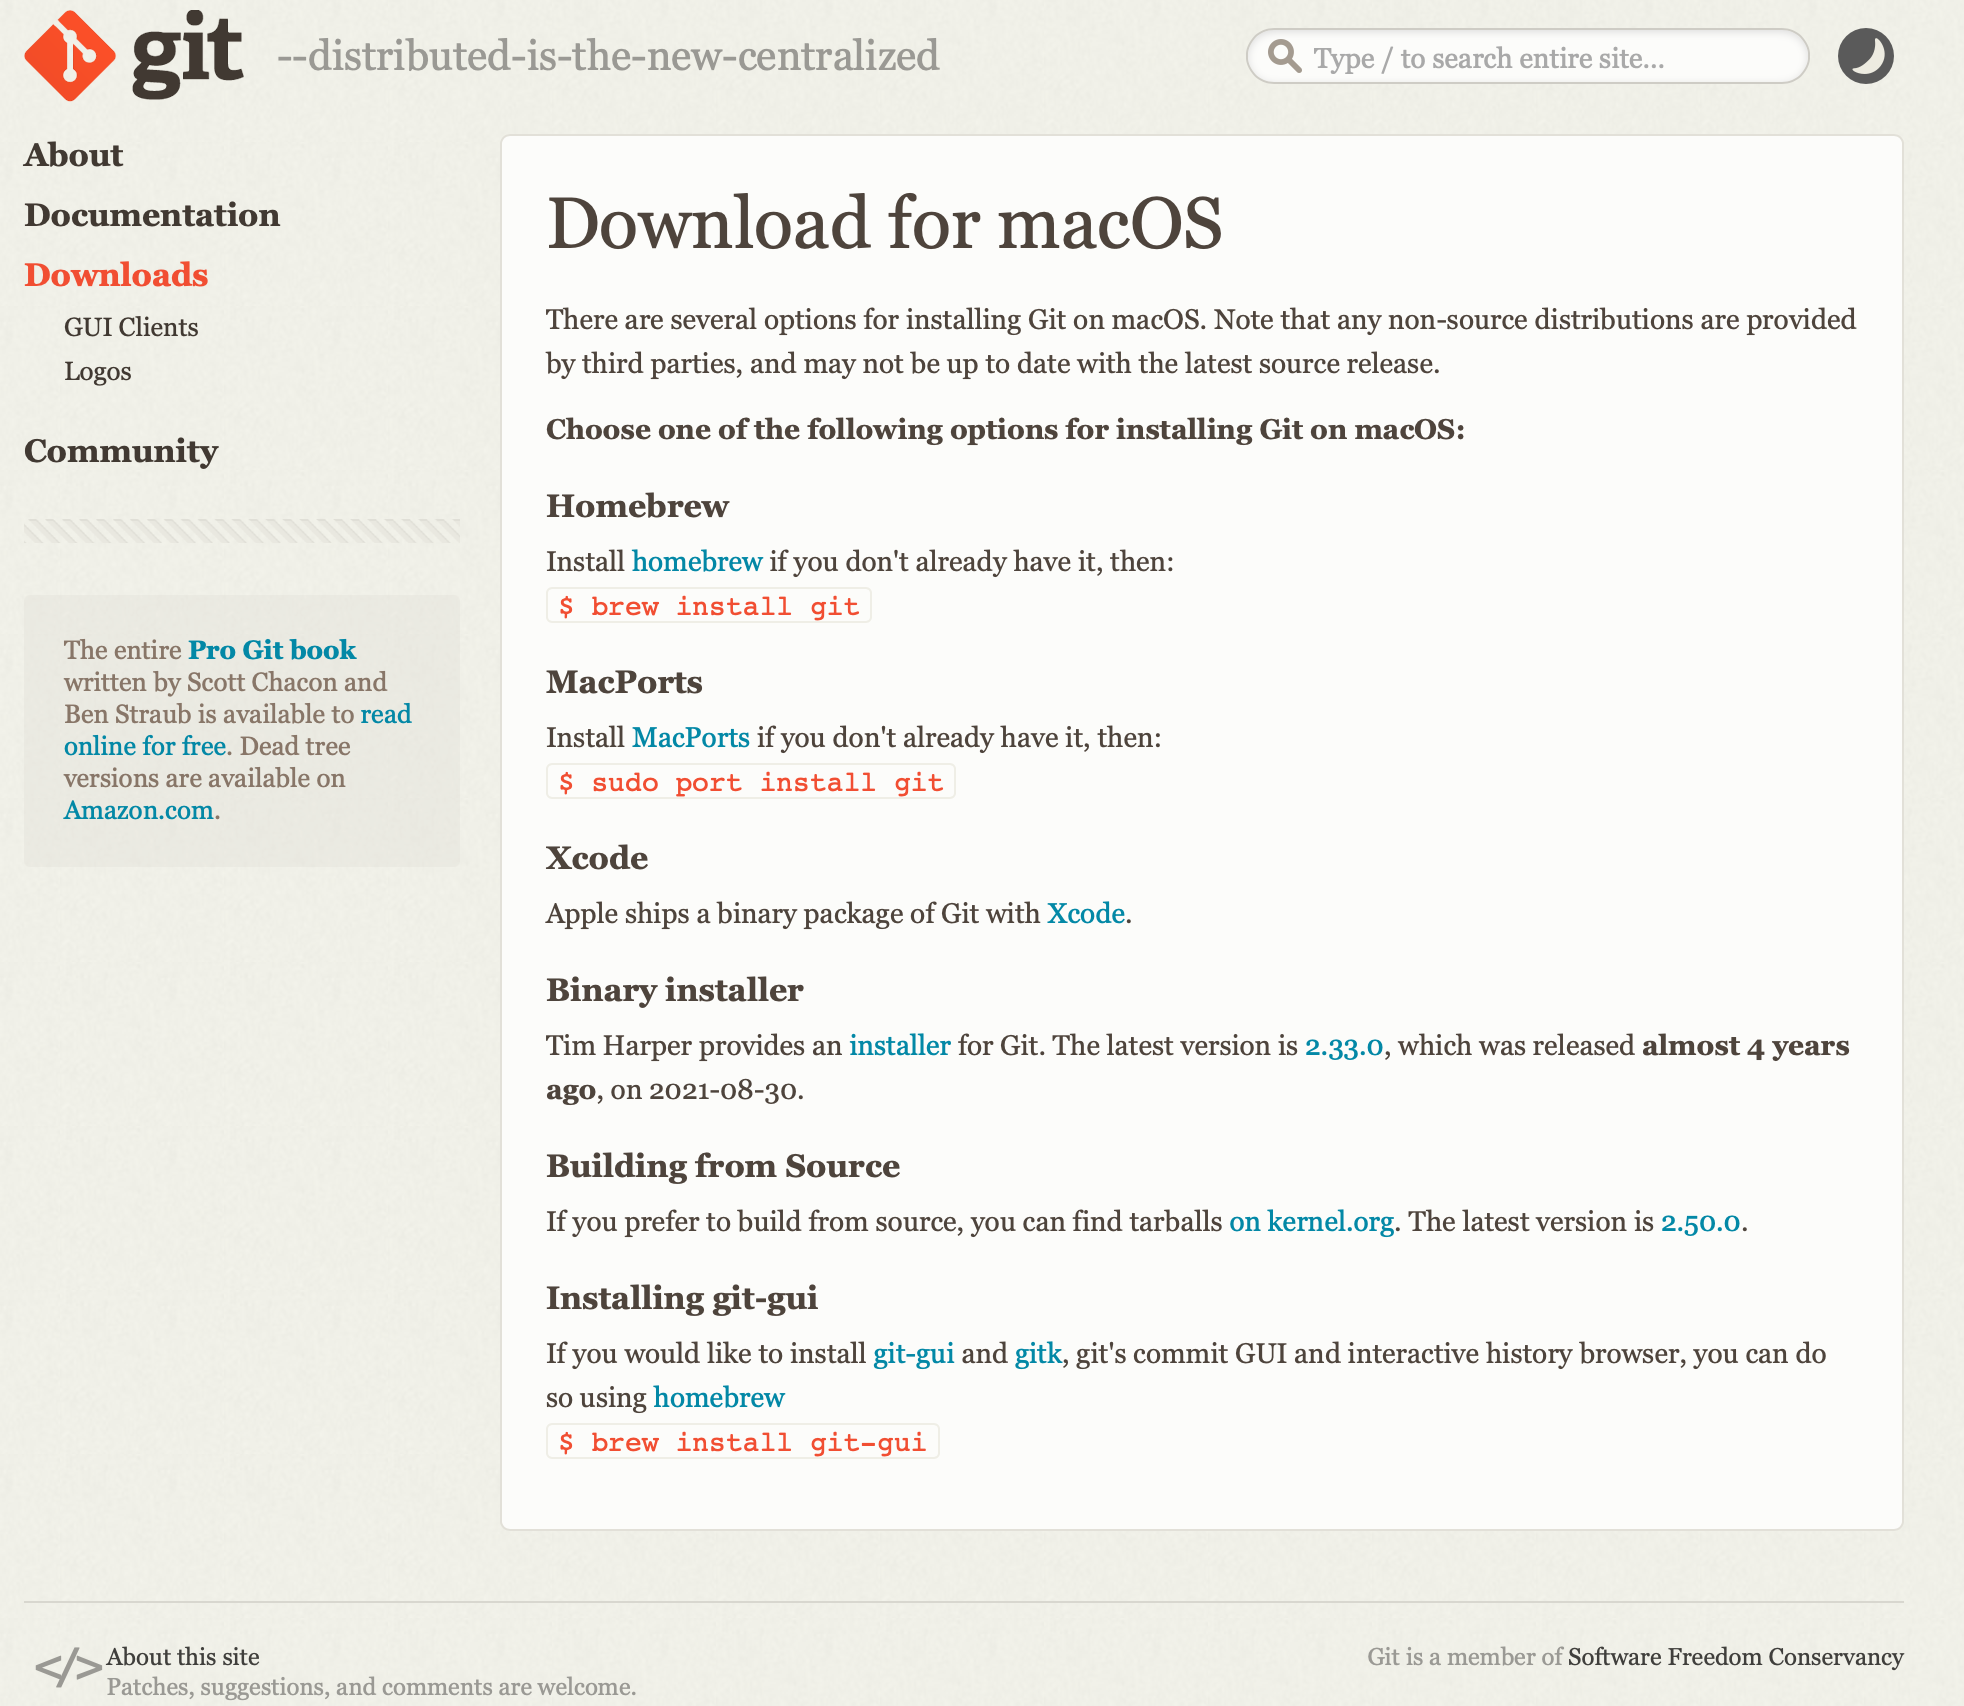 git --distributed-is-the-new-centralized
Type / to search entire site...
About
Documentation
Downloads
GUI Clients
Logos
Community
The entire Pro Git book
written by Scott Chacon and
Ben Straub is available to read
online for free. Dead tree
versions are available on
Amazon.com.
Download for macOS
There are several options for installing Git on macOS. Note that any non-source distributions are provided
by third parties, and may not be up to date with the latest source release.
Choose one of the following options for installing Git on macOS:
Homebrew
Install homebrew if you don't already have it, then:
$ brew install git
MacPorts
Install MacPorts if you don't already have it, then:
$ sudo port install git
Xcode
Apple ships a binary package of Git with Xcode.
Binary installer
Tim Harper provides an installer for Git. The latest version is 2.33.0, which was released almost 4 years
ago, on 2021-08-30.
Building from Source
If you prefer to build from source, you can find tarballs on kernel.org. The latest version is 2.50.0.
Installing git-gui
If you would like to install git-gui and gitk, git's commit GUI and interactive history browser, you can do
so using homebrew
$ brew install git-gui
</> About this site
Patches, suggestions, and comments are welcome.
Git is a member of Software Freedom Conservancy